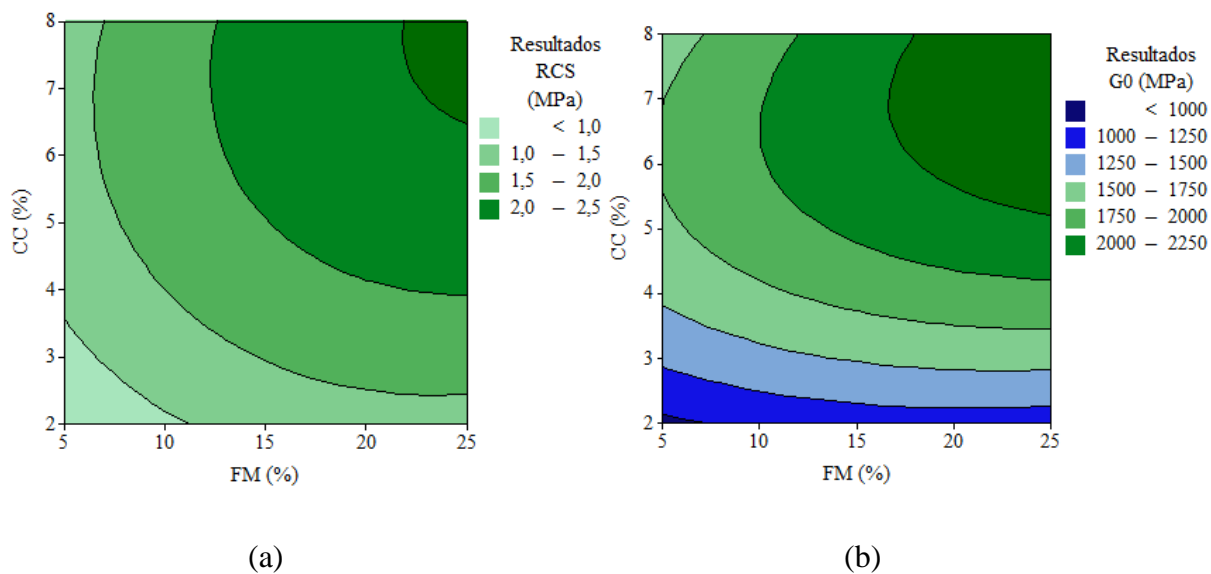 8
7
6
5
4
3
2
CC (%)
5 10 15 20 25
FM (%)
Resultados
RCS
(MPa)
< 1,0
1,0 – 1,5
1,5 – 2,0
2,0 – 2,5
(a)
8
7
6
5
4
3
2
CC (%)
5 10 15 20 25
FM (%)
Resultados
G0 (MPa)
< 1000
1000 – 1250
1250 – 1500
1500 – 1750
1750 – 2000
2000 – 2250
(b)